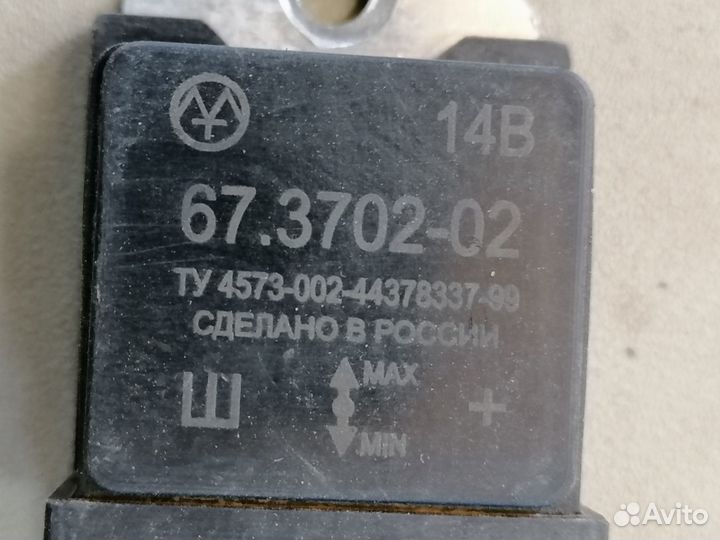 14В
67.3702-02
ТУ 4573-002-44378337-99
СДЕЛАНО В РОССИИ
Ш MAX +
MIN
Avito